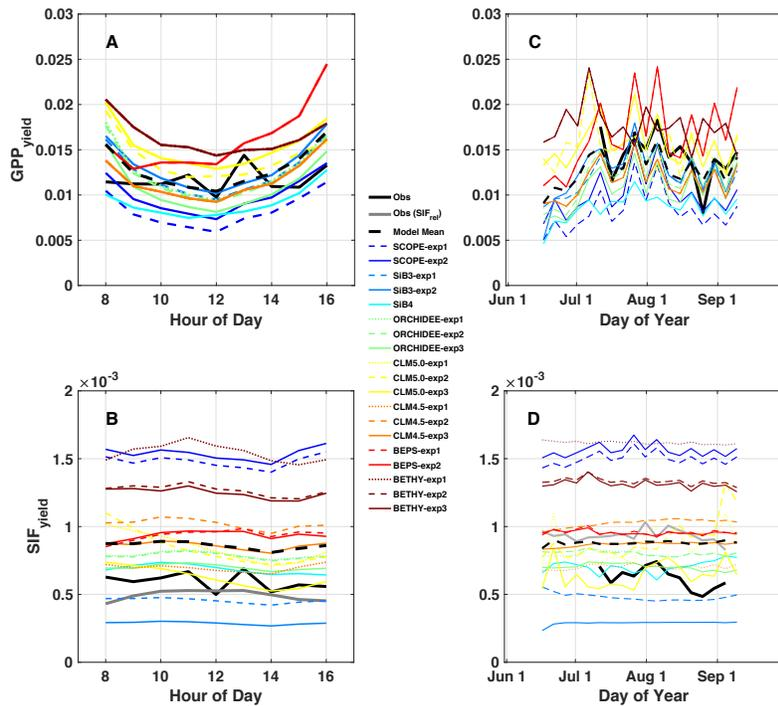 A
0.03
0.025
0.02
0.015
0.01
0.005
0
GPP_yield
8 10 12 14 16
Hour of Day
C
0.03
0.025
0.02
0.015
0.01
0.005
0
Jun 1 Jul 1 Aug 1 Sep 1
Day of Year
Obs
Obs (SIF_rel)
Model Mean
SCOPE-exp1
SCOPE-exp2
SiB3-exp1
SiB3-exp2
SiB4
ORCHIDEE-exp1
ORCHIDEE-exp2
ORCHIDEE-exp3
CLM5.0-exp1
CLM5.0-exp2
CLM5.0-exp3
CLM4.5-exp1
CLM4.5-exp2
CLM4.5-exp3
BEPS-exp1
BEPS-exp2
BETHY-exp1
BETHY-exp2
BETHY-exp3
× 10⁻³
B
2
1.5
1
0.5
0
SIF_yield
8 10 12 14 16
Hour of Day
× 10⁻³
D
2
1.5
1
0.5
0
Jun 1 Jul 1 Aug 1 Sep 1
Day of Year